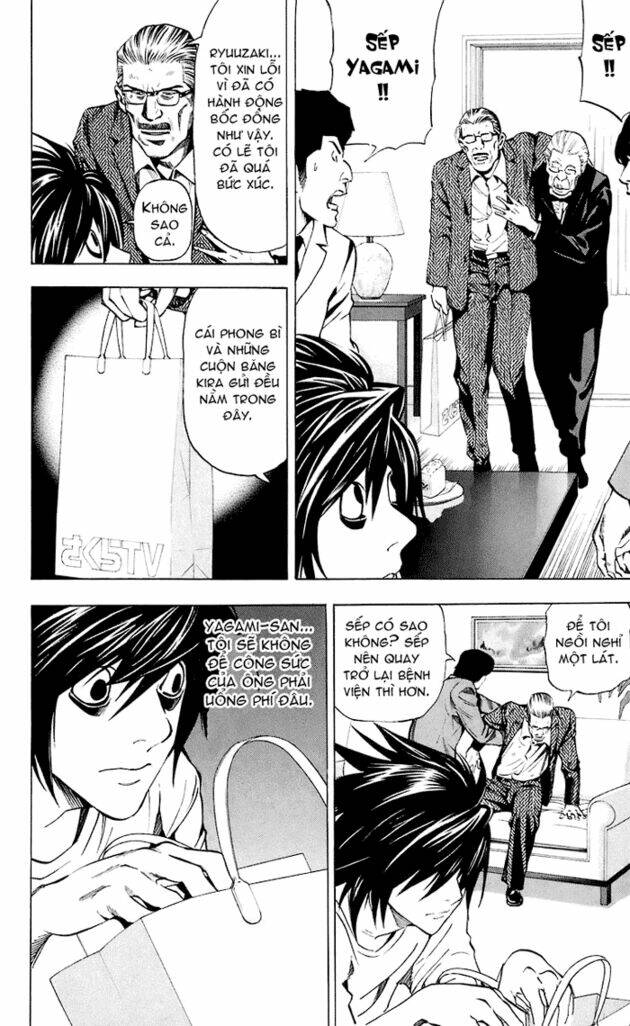 SẾP
!!
SẾP
YAGAMI
!!
RYUUZAKI...
TÔI XIN LỖI
VÌ ĐÃ CÓ
HÀNH ĐỘNG
BỐC ĐỒNG
NHƯ VẬY.
CÓ LẼ TÔI
ĐÃ QUÁ
BỨC XÚC.
KHÔNG
SAO
CẢ.
CÁI PHONG BÌ
VÀ NHỮNG
CUỘN BĂNG
KIRA GỬI ĐỀU
NẰM TRONG
ĐÂY.
さくらTV
ĐỂ TÔI
NGỒI NGHỈ
MỘT LÁT.
SẾP CÓ SAO
KHÔNG? SẾP
NÊN QUAY
TRỞ LẠI BỆNH
VIỆN THÌ HƠN.
YAGAMI-SAN...
TÔI SẼ KHÔNG
ĐỂ CÔNG SỨC
CỦA ÔNG PHẢI
UỔNG PHÍ ĐÂU.